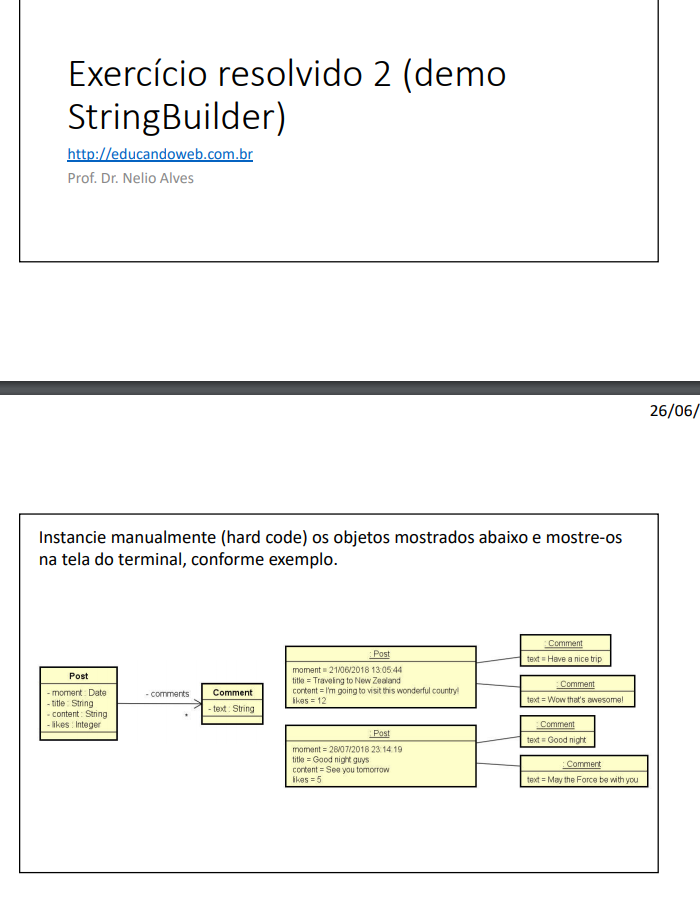 Exercício resolvido 2 (demo
StringBuilder)
http://educandoweb.com.br
Prof. Dr. Nelio Alves
26/06/
Instancie manualmente (hard code) os objetos mostrados abaixo e mostre-os
na tela do terminal, conforme exemplo.
Post
- moment : Date
- title : String
- content : String
- likes : Integer
- comments
*
Comment
- text : String
: Post
moment = 21/06/2018 13:05:44
title = Traveling to New Zealand
content = I'm going to visit this wonderful country!
likes = 12
: Comment
text = Have a nice trip
: Comment
text = Wow that's awesome!
: Post
moment = 28/07/2018 23:14:19
title = Good night guys
content = See you tomorrow
likes = 5
: Comment
text = Good night
: Comment
text = May the Force be with you